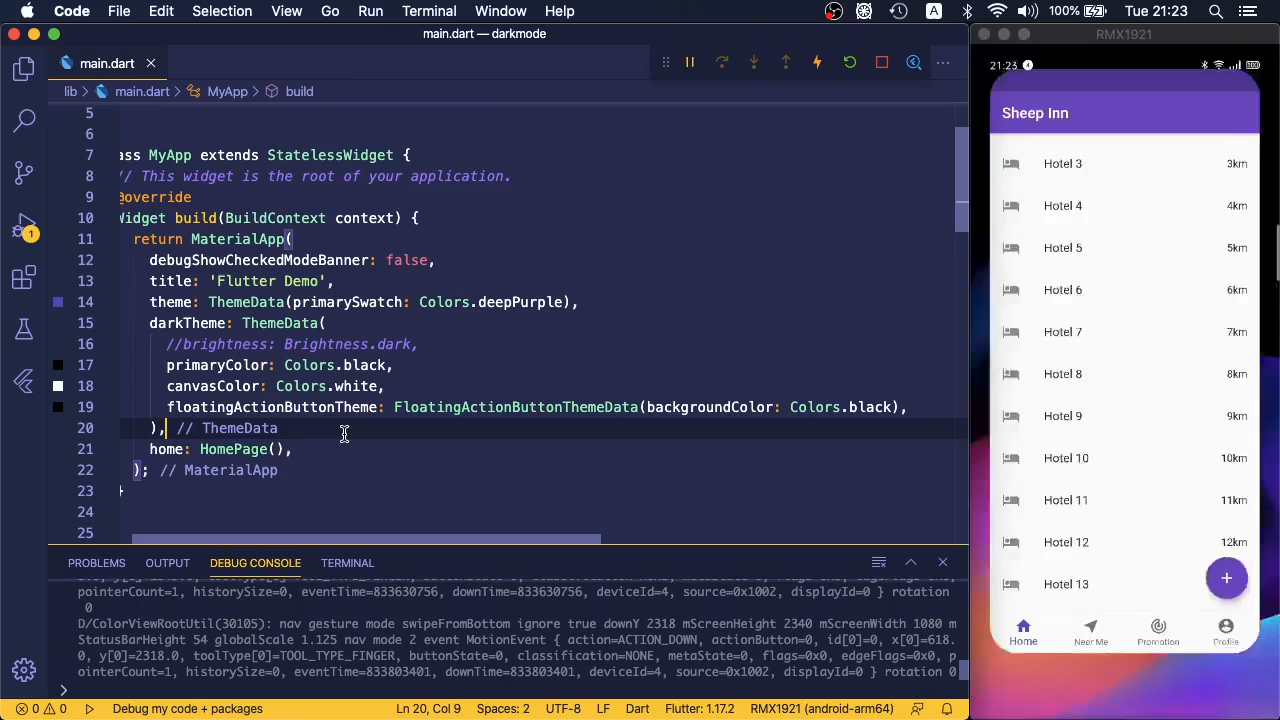 Code File Edit Selection View Go Run Terminal Window Help A 100% Tue 21:23
main.dart — darkmode
RMX1921
main.dart
lib > main.dart > MyApp > build
5
6
7 ass MyApp extends StatelessWidget {
8 // This widget is the root of your application.
9 @override
10 Widget build(BuildContext context) {
11 return MaterialApp(
12 debugShowCheckedModeBanner: false,
13 title: 'Flutter Demo',
14 theme: ThemeData(primarySwatch: Colors.deepPurple),
15 darkTheme: ThemeData(
16 //brightness: Brightness.dark,
17 primaryColor: Colors.black,
18 canvasColor: Colors.white,
19 floatingActionButtonTheme: FloatingActionButtonThemeData(backgroundColor: Colors.black),
20 ), // ThemeData
21 home: HomePage(),
22 ); // MaterialApp
23 }
24
25
1
PROBLEMS OUTPUT DEBUG CONSOLE TERMINAL
pointerCount=1, historySize=0, eventTime=833630756, downTime=833630756, deviceId=4, source=0x1002, displayId=0 } rotation
0
D/ColorViewRootUtil(30105): nav gesture mode swipeFromBottom ignore true downY 2318 mScreenHeight 2340 mScreenWidth 1080 m
StatusBarHeight 54 globalScale 1.125 nav mode 2 event MotionEvent { action=ACTION_DOWN, actionButton=0, id[0]=0, x[0]=618.
0, y[0]=2318.0, toolType[0]=TOOL_TYPE_FINGER, buttonState=0, classification=NONE, metaState=0, flags=0x0, edgeFlags=0x0, p
ointerCount=1, historySize=0, eventTime=833803401, downTime=833803401, deviceId=4, source=0x1002, displayId=0 } rotation 0
>
0 0 Debug my code + packages Ln 20, Col 9 Spaces: 2 UTF-8 LF Dart Flutter: 1.17.2 RMX1921 (android-arm64)
21:23 4
Sheep Inn
Hotel 3 3km
Hotel 4 4km
Hotel 5 5km
Hotel 6 6km
Hotel 7 7km
Hotel 8 8km
Hotel 9 9km
Hotel 10 10km
Hotel 11 11km
Hotel 12 12km
Hotel 13
+
Home Near Me Promotion Profile